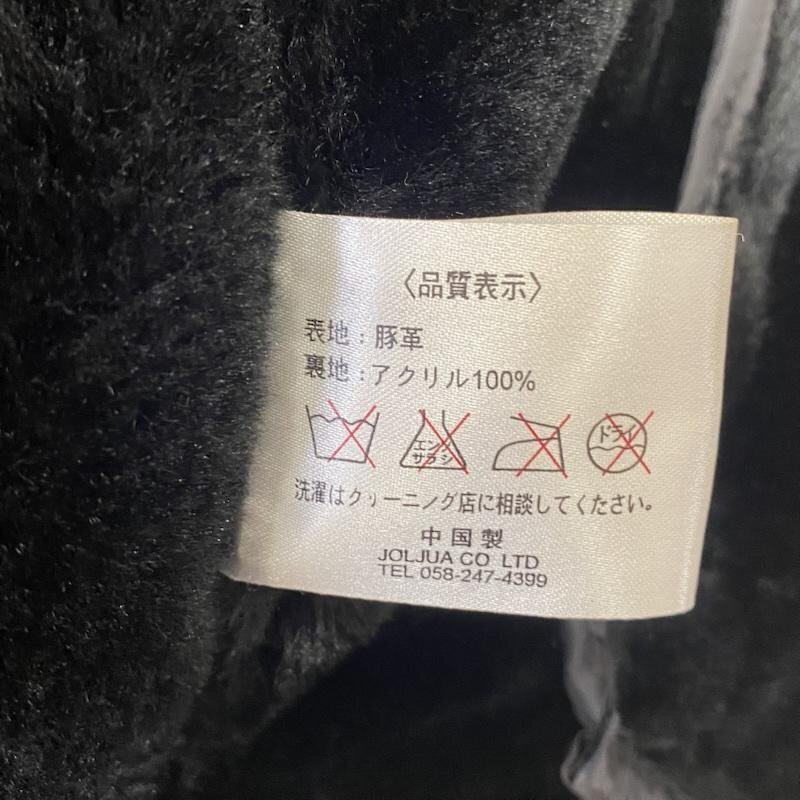 〈品質表示〉
表地：豚革
裏地：アクリル100%
エンソ
サラシ
ドライ
洗濯はクリーニング店に相談してください。
中国製
JOLJUA CO LTD
TEL 058-247-4399